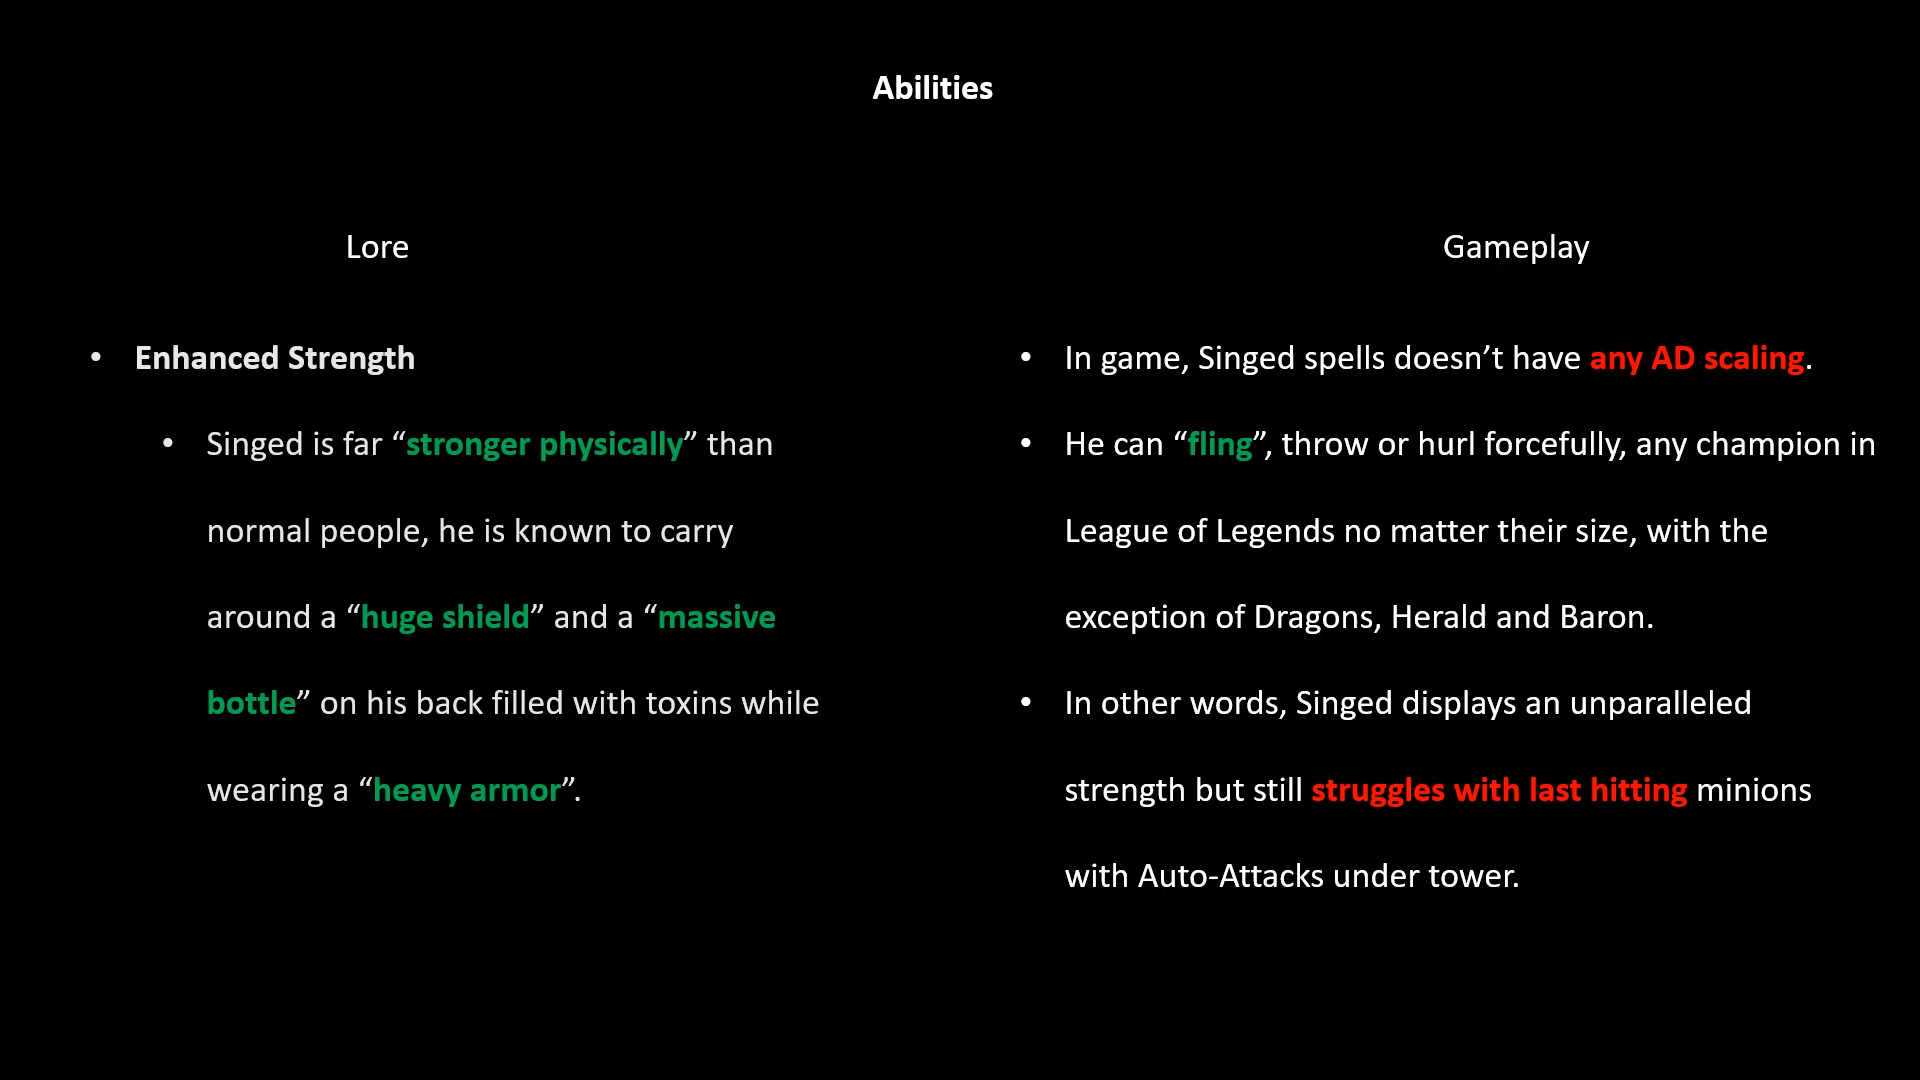 Abilities
Lore
• Enhanced Strength
• Singed is far “stronger physically” than
normal people, he is known to carry
around a “huge shield” and a “massive
bottle” on his back filled with toxins while
wearing a “heavy armor”.
Gameplay
• In game, Singed spells doesn’t have any AD scaling.
• He can “fling”, throw or hurl forcefully, any champion in
League of Legends no matter their size, with the
exception of Dragons, Herald and Baron.
• In other words, Singed displays an unparalleled
strength but still struggles with last hitting minions
with Auto-Attacks under tower.